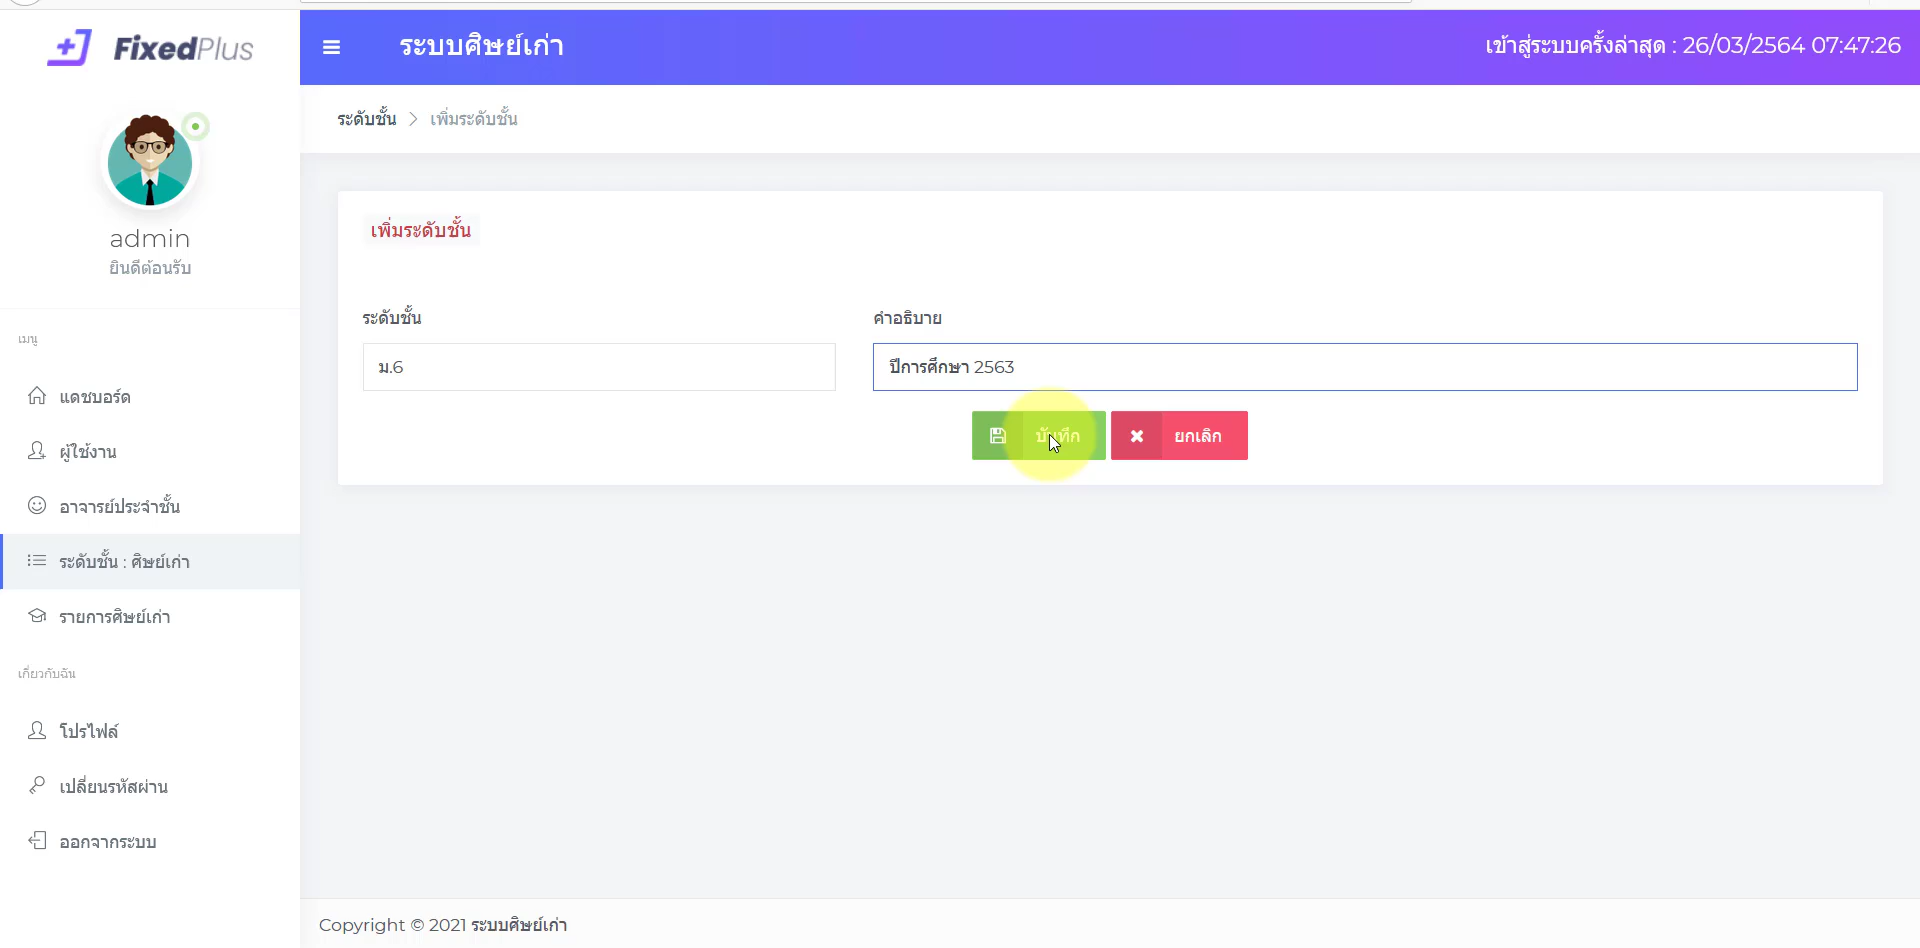 FixedPlus
ระบบศิษย์เก่า
เข้าสู่ระบบครั้งล่าสุด : 26/03/2564 07:47:26
ระดับชั้น > เพิ่มระดับชั้น
admin
ยินดีต้อนรับ
เมนู
แดชบอร์ด
ผู้ใช้งาน
อาจารย์ประจำชั้น
ระดับชั้น : ศิษย์เก่า
รายการศิษย์เก่า
เกี่ยวกับฉัน
โปรไฟล์
เปลี่ยนรหัสผ่าน
ออกจากระบบ
เพิ่มระดับชั้น
ระดับชั้น
คำอธิบาย
ม.6
ปีการศึกษา 2563
บันทึก
ยกเลิก
Copyright © 2021 ระบบศิษย์เก่า